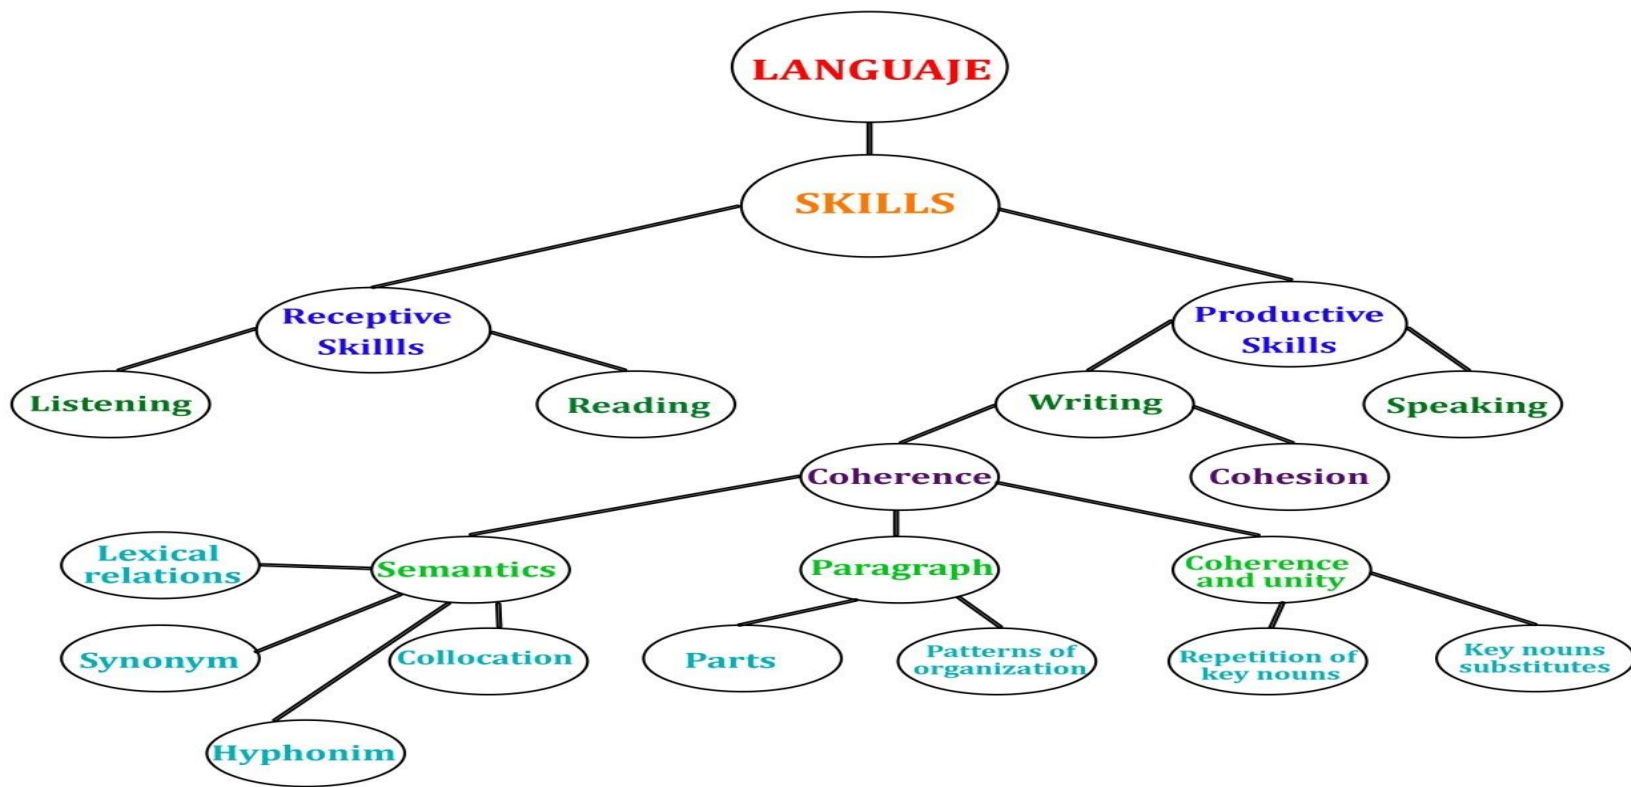 LANGUAJE
SKILLS
Receptive
Skillls
Productive
Skills
Listening
Reading
Writing
Speaking
Coherence
Cohesion
Lexical
relations
Semantics
Paragraph
Coherence
and unity
Synonym
Collocation
Parts
Patterns of
organization
Repetition of
key nouns
Key nouns
substitutes
Hyphonim